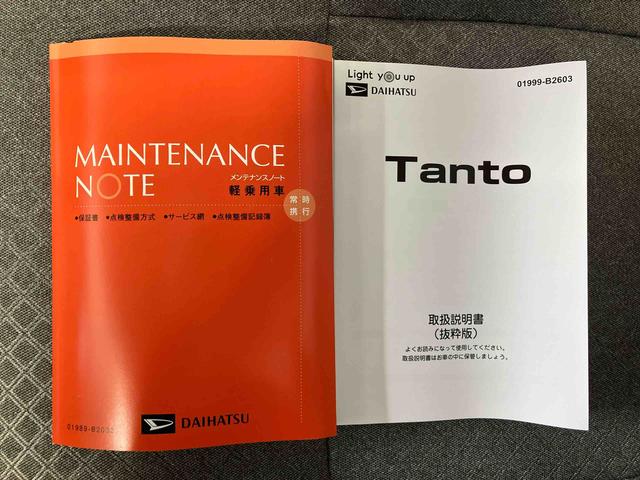 MAINTENANCE
NOTE
メンテナンスノート
軽乗用車
常時
携行
●保証書 ●点検整備方式 ●サービス網 ●点検整備記録簿
DAIHATSU
Light you up
DAIHATSU
01999-B2603
Tanto
取扱説明書
（抜粋版）
よくお読みになって使用してください。
取扱説明書はお車の中に保管しましょう。